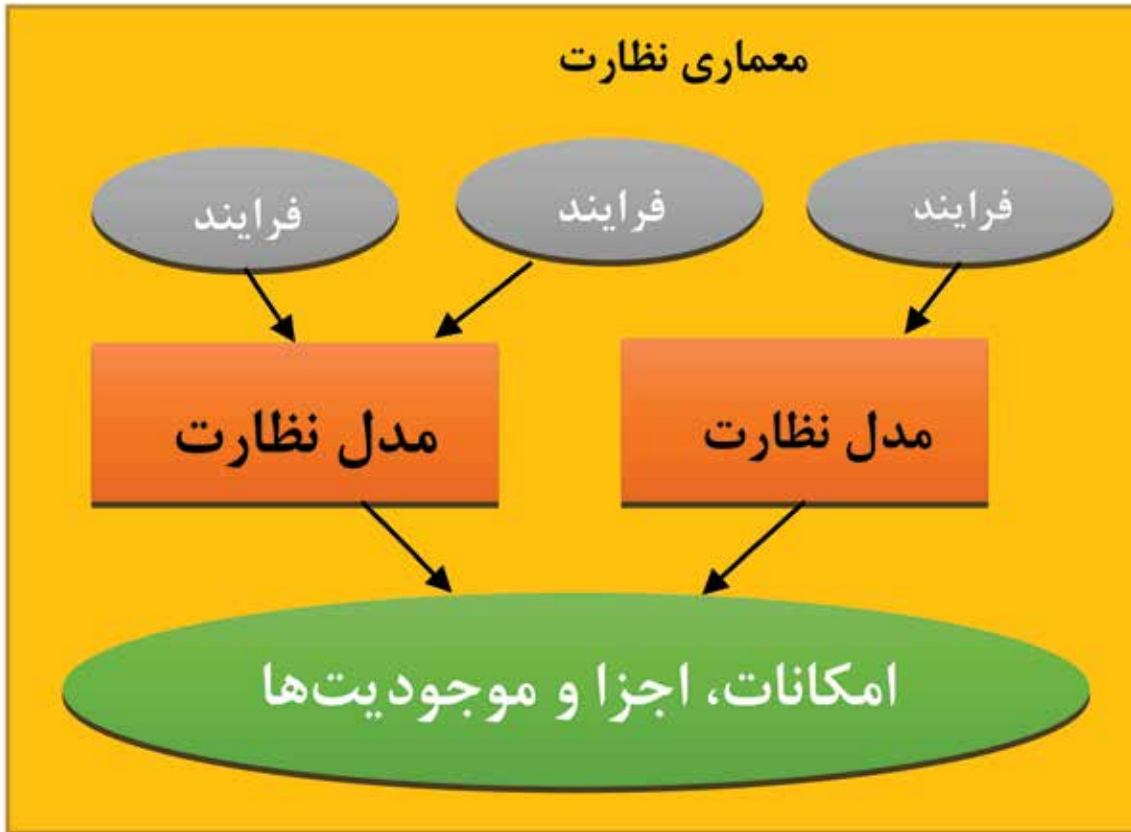 معماری نظارت
فرایند
فرایند
فرایند
مدل نظارت
مدل نظارت
امکانات، اجزا و موجودیت‌ها